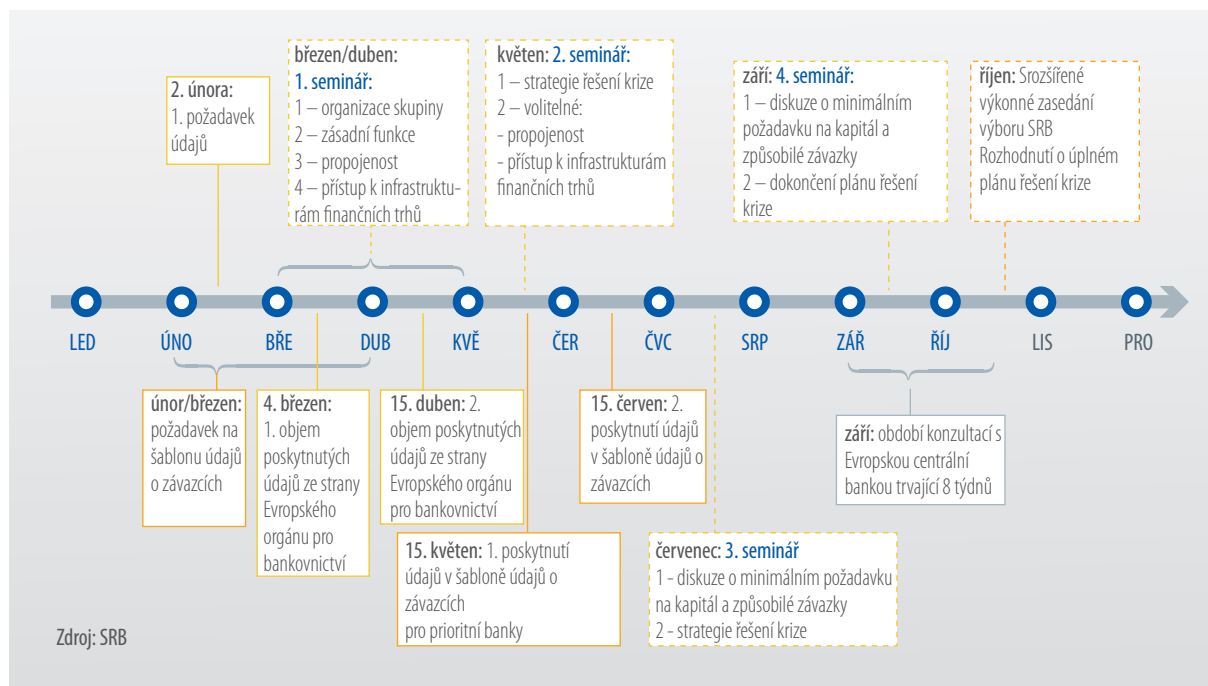 2. února:
1. požadavek
údajů
březen/duben:
1. seminář:
1 – organizace skupiny
2 – zásadní funkce
3 – propojenost
4 – přístup k infrastruktu-
rám finančních trhů
květen: 2. seminář:
1 – strategie řešení krize
2 – volitelné:
- propojenost
- přístup k infrastrukturám
finančních trhů
září: 4. seminář:
1 – diskuze o minimálním
požadavku na kapitál a
způsobilé závazky
2 – dokončení plánu řešení
krize
říjen: Srozšířené
výkonné zasedání
výboru SRB
Rozhodnutí o úplném
plánu řešení krize
LED ÚNO BŘE DUB KVĚ ČER ČVC SRP ZÁŘ ŘÍJ LIS PRO
únor/březen:
požadavek na
šablonu údajů
o závazcích
4. březen:
1. objem
poskytnutých
údajů ze strany
Evropského
orgánu pro
bankovnictví
15. duben: 2.
objem poskytnutých
údajů ze strany
Evropského orgánu
pro bankovnictví
15. květen: 1. poskytnutí
údajů v šabloně údajů o
závazcích
pro prioritní banky
15. červen: 2.
poskytnutí údajů
v šabloně údajů o
závazcích
červenec: 3. seminář
1 - diskuze o minimálním požadavku
na kapitál a způsobilé závazky
2 - strategie řešení krize
září: období konzultací s
Evropskou centrální
bankou trvající 8 týdnů
Zdroj: SRB